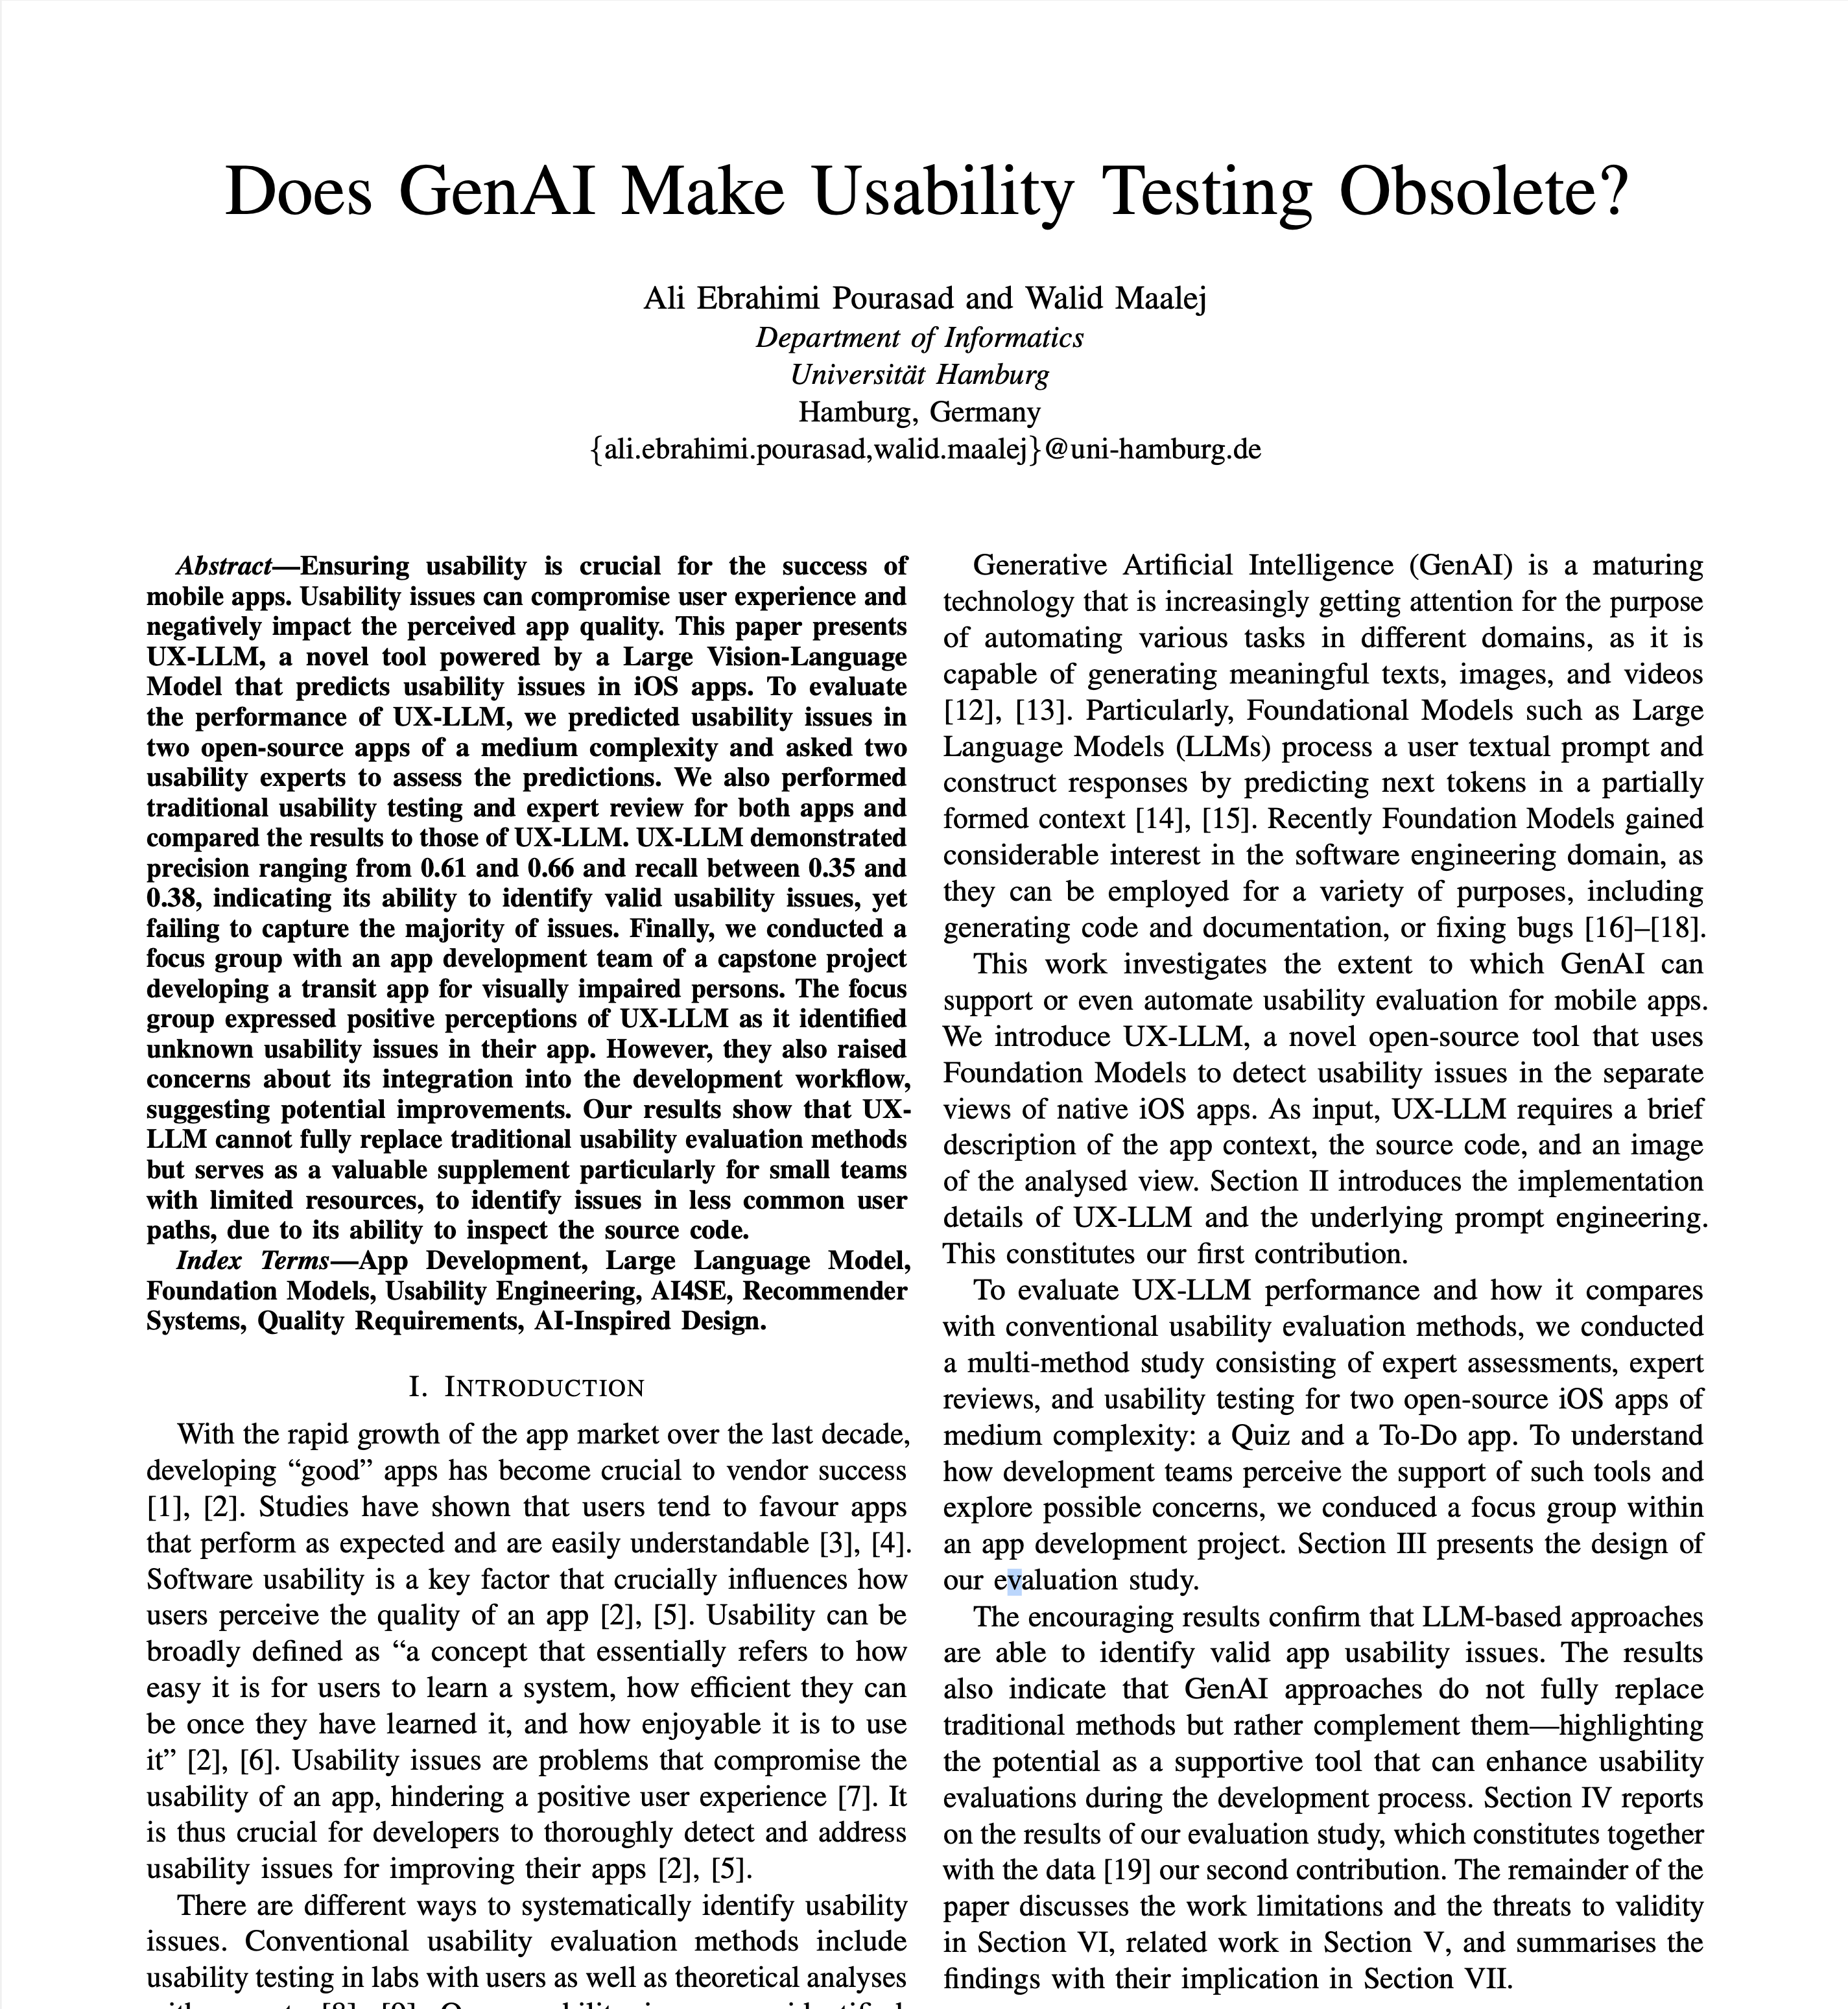 Does GenAI Make Usability Testing Obsolete?
Ali Ebrahimi Pourasad and Walid Maalej
Department of Informatics
Universität Hamburg
Hamburg, Germany
{ali.ebrahimi.pourasad,walid.maalej}@uni-hamburg.de
Abstract—Ensuring usability is crucial for the success of
mobile apps. Usability issues can compromise user experience and
negatively impact the perceived app quality. This paper presents
UX-LLM, a novel tool powered by a Large Vision-Language
Model that predicts usability issues in iOS apps. To evaluate
the performance of UX-LLM, we predicted usability issues in
two open-source apps of a medium complexity and asked two
usability experts to assess the predictions. We also performed
traditional usability testing and expert review for both apps and
compared the results to those of UX-LLM. UX-LLM demonstrated
precision ranging from 0.61 and 0.66 and recall between 0.35 and
0.38, indicating its ability to identify valid usability issues, yet
failing to capture the majority of issues. Finally, we conducted a
focus group with an app development team of a capstone project
developing a transit app for visually impaired persons. The focus
group expressed positive perceptions of UX-LLM as it identified
unknown usability issues in their app. However, they also raised
concerns about its integration into the development workflow,
suggesting potential improvements. Our results show that UX-
LLM cannot fully replace traditional usability evaluation methods
but serves as a valuable supplement particularly for small teams
with limited resources, to identify issues in less common user
paths, due to its ability to inspect the source code.
Index Terms—App Development, Large Language Model,
Foundation Models, Usability Engineering, AI4SE, Recommender
Systems, Quality Requirements, AI-Inspired Design.
I. INTRODUCTION
With the rapid growth of the app market over the last decade,
developing “good” apps has become crucial to vendor success
[1], [2]. Studies have shown that users tend to favour apps
that perform as expected and are easily understandable [3], [4].
Software usability is a key factor that crucially influences how
users perceive the quality of an app [2], [5]. Usability can be
broadly defined as “a concept that essentially refers to how
easy it is for users to learn a system, how efficient they can
be once they have learned it, and how enjoyable it is to use
it” [2], [6]. Usability issues are problems that compromise the
usability of an app, hindering a positive user experience [7]. It
is thus crucial for developers to thoroughly detect and address
usability issues for improving their apps [2], [5].
There are different ways to systematically identify usability
issues. Conventional usability evaluation methods include
usability testing in labs with users as well as theoretical analyses
Generative Artificial Intelligence (GenAI) is a maturing
technology that is increasingly getting attention for the purpose
of automating various tasks in different domains, as it is
capable of generating meaningful texts, images, and videos
[12], [13]. Particularly, Foundational Models such as Large
Language Models (LLMs) process a user textual prompt and
construct responses by predicting next tokens in a partially
formed context [14], [15]. Recently Foundation Models gained
considerable interest in the software engineering domain, as
they can be employed for a variety of purposes, including
generating code and documentation, or fixing bugs [16]–[18].
This work investigates the extent to which GenAI can
support or even automate usability evaluation for mobile apps.
We introduce UX-LLM, a novel open-source tool that uses
Foundation Models to detect usability issues in the separate
views of native iOS apps. As input, UX-LLM requires a brief
description of the app context, the source code, and an image
of the analysed view. Section II introduces the implementation
details of UX-LLM and the underlying prompt engineering.
This constitutes our first contribution.
To evaluate UX-LLM performance and how it compares
with conventional usability evaluation methods, we conducted
a multi-method study consisting of expert assessments, expert
reviews, and usability testing for two open-source iOS apps of
medium complexity: a Quiz and a To-Do app. To understand
how development teams perceive the support of such tools and
explore possible concerns, we conducted a focus group within
an app development project. Section III presents the design of
our evaluation study.
The encouraging results confirm that LLM-based approaches
are able to identify valid app usability issues. The results
also indicate that GenAI approaches do not fully replace
traditional methods but rather complement them—highlighting
the potential as a supportive tool that can enhance usability
evaluations during the development process. Section IV reports
on the results of our evaluation study, which constitutes together
with the data [19] our second contribution. The remainder of the
paper discusses the work limitations and the threats to validity
in Section VI, related work in Section V, and summarises the
findings with their implication in Section VII.